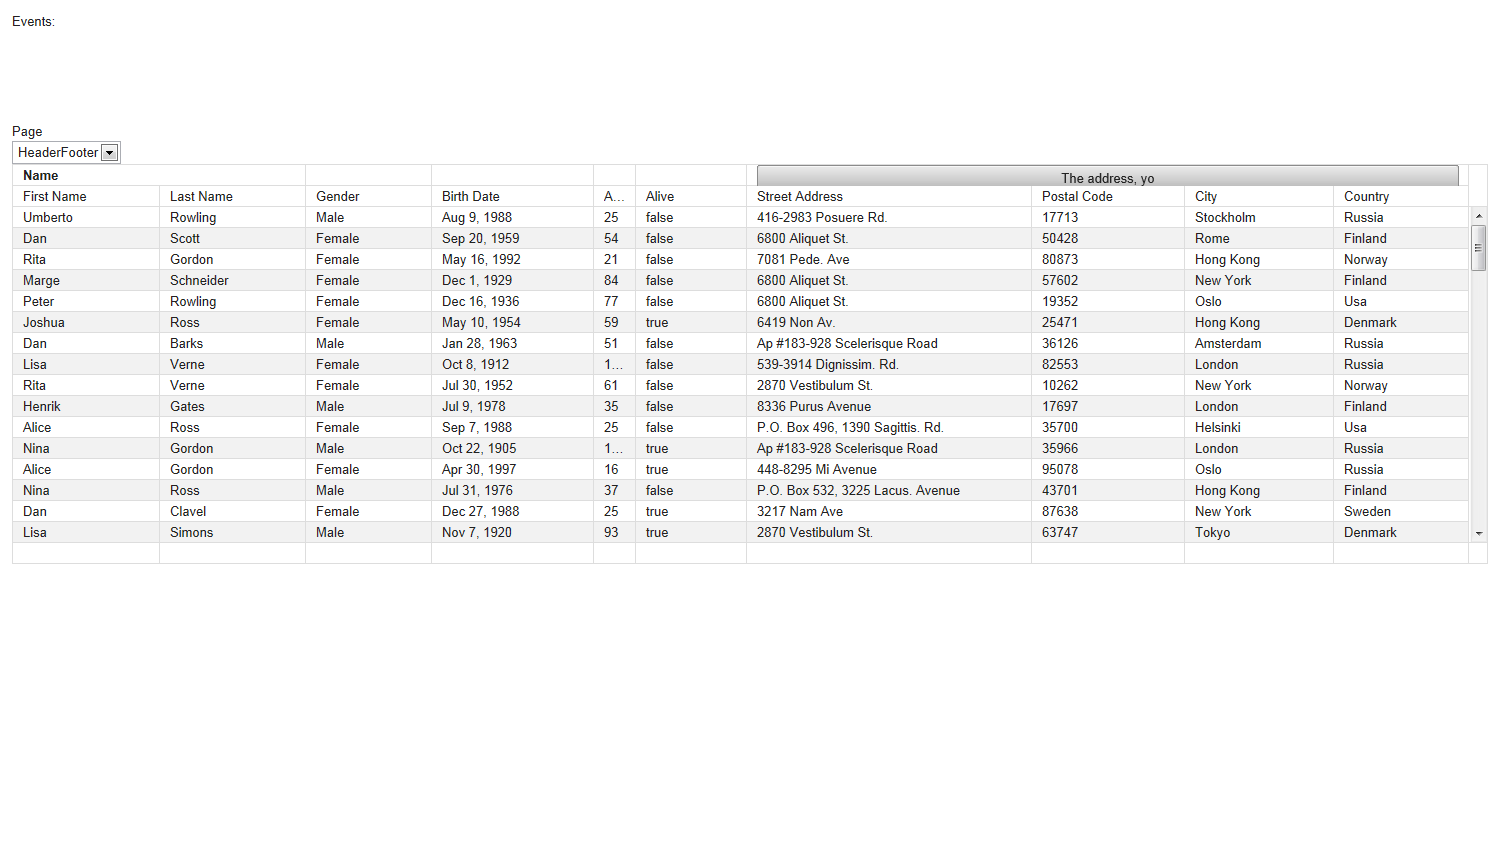 Events:
Page
HeaderFooter
Name The address, yo
First Name Last Name Gender Birth Date A... Alive Street Address Postal Code City Country
Umberto Rowling Male Aug 9, 1988 25 false 416-2983 Posuere Rd. 17713 Stockholm Russia
Dan Scott Female Sep 20, 1959 54 false 6800 Aliquet St. 50428 Rome Finland
Rita Gordon Female May 16, 1992 21 false 7081 Pede. Ave 80873 Hong Kong Norway
Marge Schneider Female Dec 1, 1929 84 false 6800 Aliquet St. 57602 New York Finland
Peter Rowling Female Dec 16, 1936 77 false 6800 Aliquet St. 19352 Oslo Usa
Joshua Ross Female May 10, 1954 59 true 6419 Non Av. 25471 Hong Kong Denmark
Dan Barks Male Jan 28, 1963 51 false Ap #183-928 Scelerisque Road 36126 Amsterdam Russia
Lisa Verne Female Oct 8, 1912 1... false 539-3914 Dignissim. Rd. 82553 London Russia
Rita Verne Female Jul 30, 1952 61 false 2870 Vestibulum St. 10262 New York Norway
Henrik Gates Male Jul 9, 1978 35 false 8336 Purus Avenue 17697 London Finland
Alice Ross Female Sep 7, 1988 25 false P.O. Box 496, 1390 Sagittis. Rd. 35700 Helsinki Usa
Nina Gordon Male Oct 22, 1905 1... true Ap #183-928 Scelerisque Road 35966 London Russia
Alice Gordon Female Apr 30, 1997 16 true 448-8295 Mi Avenue 95078 Oslo Russia
Nina Ross Male Jul 31, 1976 37 false P.O. Box 532, 3225 Lacus. Avenue 43701 Hong Kong Finland
Dan Clavel Female Dec 27, 1988 25 true 3217 Nam Ave 87638 New York Sweden
Lisa Simons Male Nov 7, 1920 93 true 2870 Vestibulum St. 63747 Tokyo Denmark